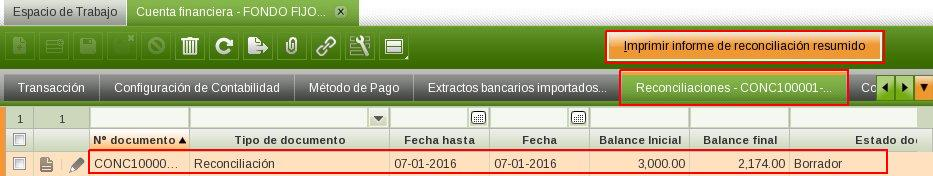 Espacio de Trabajo Cuenta financiera - FONDO FIJO...
Imprimir informe de reconciliación resumido
Transacción Configuración de Contabilidad Método de Pago Extractos bancarios importados... Reconciliaciones - CONC100001-... Co
1 1
Nº documento Tipo de documento Fecha hasta Fecha Balance Inicial Balance final Estado doc
CONC10000... Reconciliación 07-01-2016 07-01-2016 3,000.00 2,174.00 Borrador